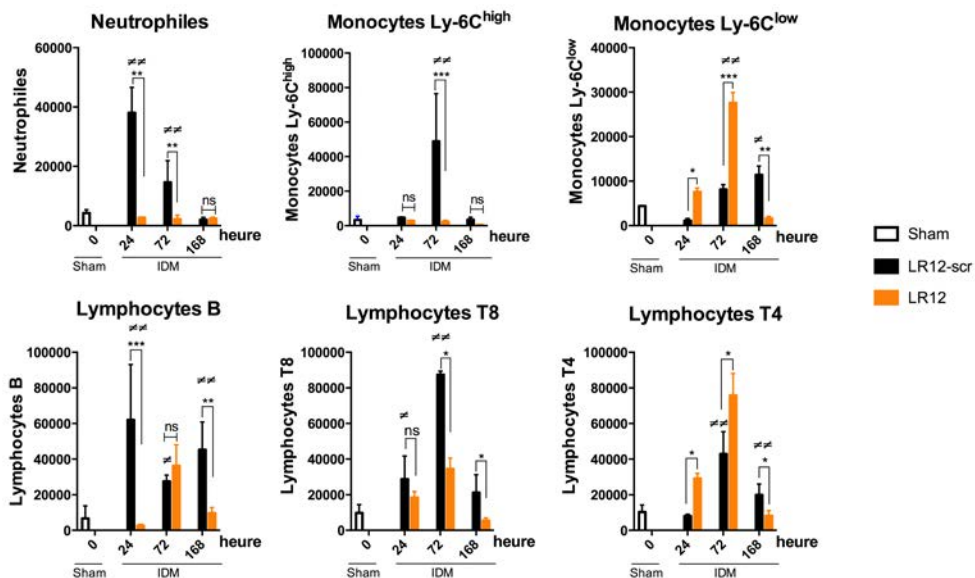 Neutrophiles
Neutrophiles
60000
40000
20000
0
≠≠
**
≠≠
**
ns
0
24
72
168
heure
Sham
IDM
Monocytes Ly-6Chigh
Monocytes Ly-6Chigh
100000
80000
60000
40000
20000
0
ns
≠≠
***
ns
0
24
72
168
heure
Sham
IDM
Monocytes Ly-6Clow
Monocytes Ly-6Clow
40000
30000
20000
10000
0
*
≠≠
***
≠
**
0
24
72
168
heure
Sham
IDM
Sham
LR12-scr
LR12
Lymphocytes B
Lymphocytes B
100000
80000
60000
40000
20000
0
≠≠
***
ns
≠
≠≠
**
0
24
72
168
heure
Sham
IDM
Lymphocytes T8
Lymphocytes T8
100000
80000
60000
40000
20000
0
≠
ns
≠≠
*
*
0
24
72
168
heure
Sham
IDM
Lymphocytes T4
Lymphocytes T4
100000
80000
60000
40000
20000
0
*
*
≠≠
≠≠
*
0
24
72
168
heure
Sham
IDM